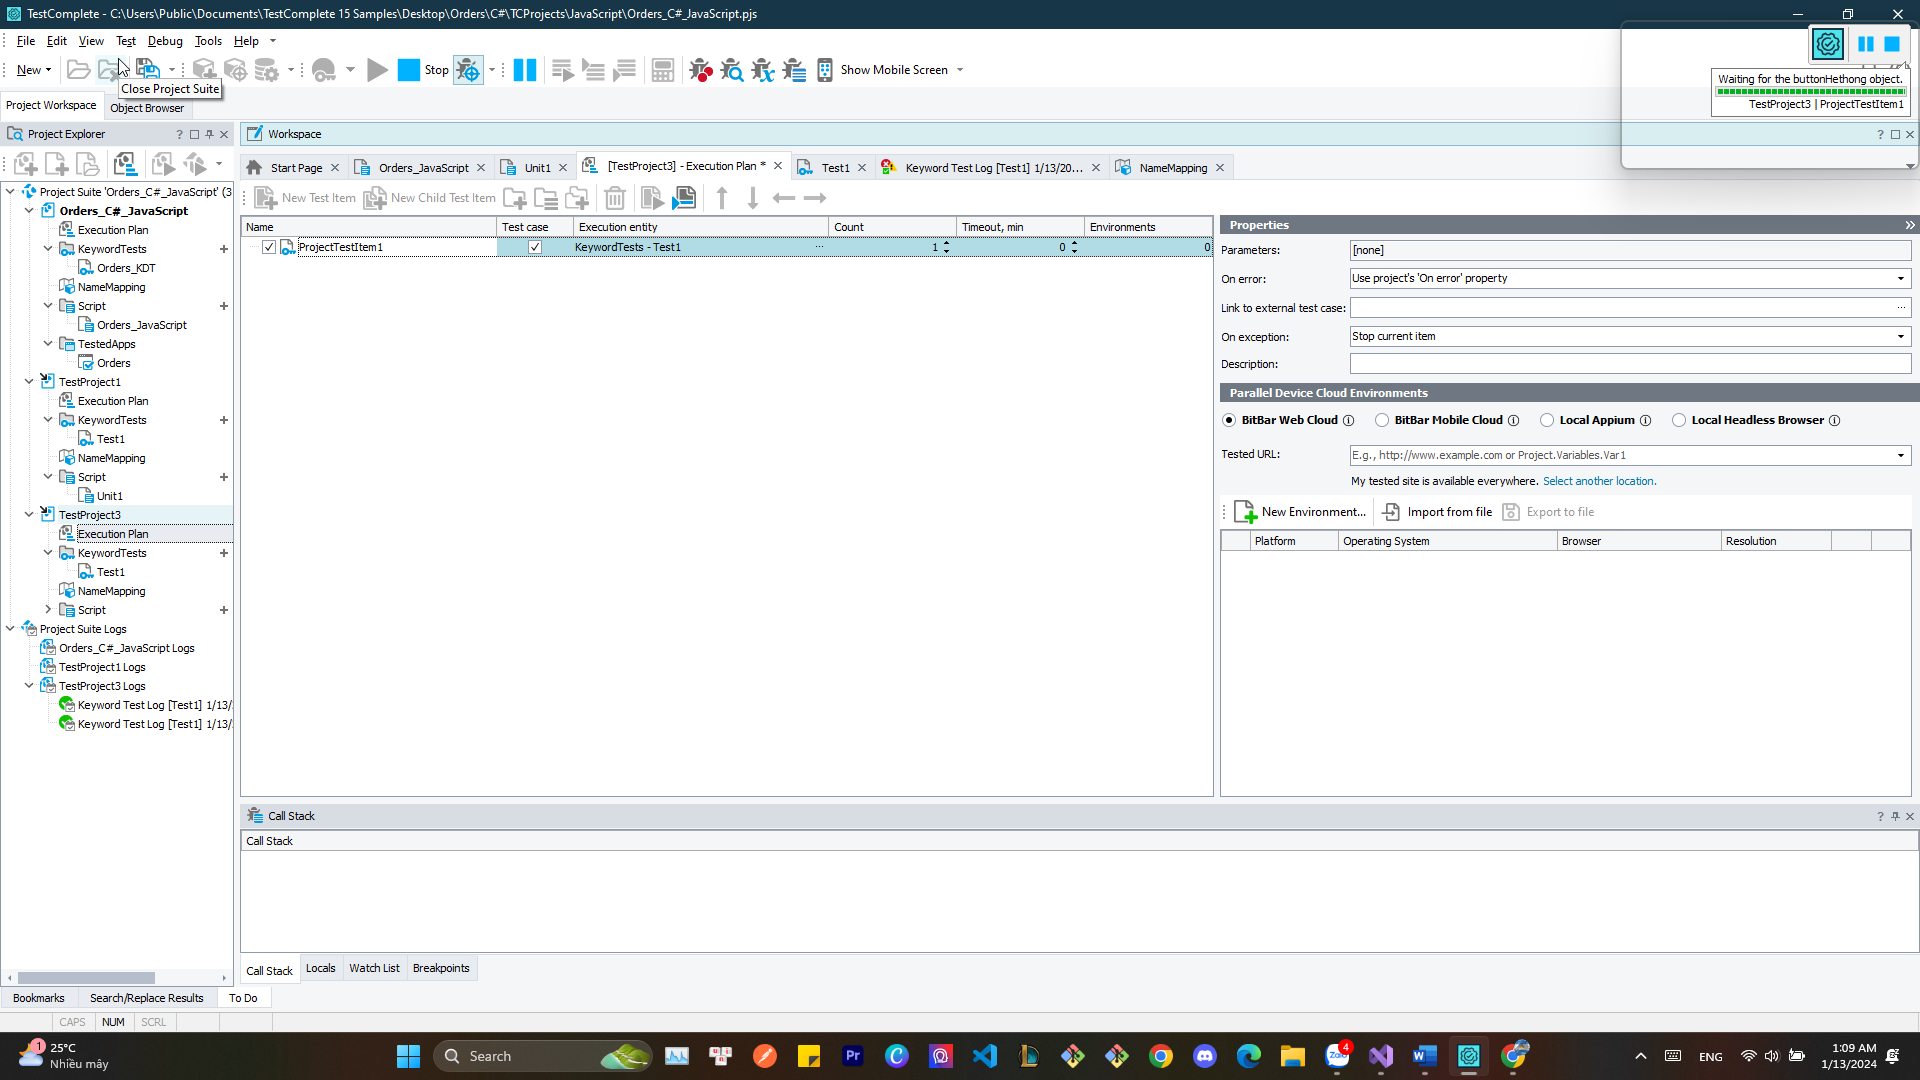 TestComplete - C:\Users\Public\Documents\TestComplete 15 Samples\Desktop\Orders\C#\TCProjects\JavaScript\Orders_C#_JavaScript.pjs
File Edit View Test Debug Tools Help
New Stop Show Mobile Screen
Close Project Suite
Waiting for the buttonHethong object.
TestProject3 | ProjectTestItem1
Project Workspace Object Browser
Project Explorer
Workspace
Start Page Orders_JavaScript Unit1 [TestProject3] - Execution Plan * Test1 Keyword Test Log [Test1] 1/13/20... NameMapping
New Test Item New Child Test Item
Project Suite 'Orders_C#_JavaScript' (3
Orders_C#_JavaScript
Execution Plan
KeywordTests
Orders_KDT
NameMapping
Script
Orders_JavaScript
TestedApps
Orders
TestProject1
Execution Plan
KeywordTests
Test1
NameMapping
Script
Unit1
TestProject3
Execution Plan
KeywordTests
Test1
NameMapping
Script
Project Suite Logs
Orders_C#_JavaScript Logs
TestProject1 Logs
TestProject3 Logs
Keyword Test Log [Test1] 1/13/
Keyword Test Log [Test1] 1/13/
Name Test case Execution entity Count Timeout, min Environments
ProjectTestItem1 KeywordTests - Test1 ... 1 0 0
Properties
Parameters: [none]
On error: Use project's 'On error' property
Link to external test case: ...
On exception: Stop current item
Description:
Parallel Device Cloud Environments
BitBar Web Cloud BitBar Mobile Cloud Local Appium Local Headless Browser
Tested URL: E.g., http://www.example.com or Project.Variables.Var1
My tested site is available everywhere. Select another location.
New Environment... Import from file Export to file
Platform Operating System Browser Resolution
Call Stack
Call Stack
Call Stack Locals Watch List Breakpoints
Bookmarks Search/Replace Results To Do
CAPS NUM SCRL
1
25°C
Nhiều mây
Search
Pr
Zalo
4
ENG
1:09 AM
1/13/2024